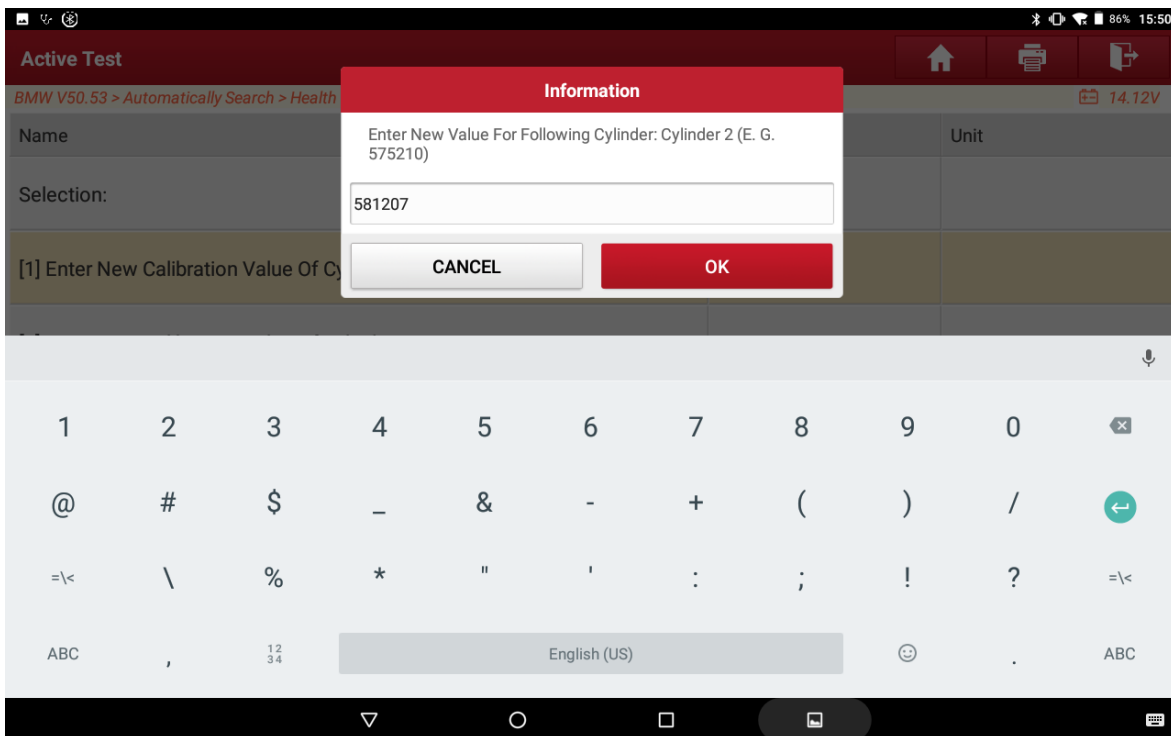 86% 15:50
Active Test
Information
BMW V50.53 > Automatically Search > Health
14.12V
Name
Unit
Enter New Value For Following Cylinder: Cylinder 2 (E. G.
575210)
Selection:
581207
[1] Enter New Calibration Value Of Cy
CANCEL
OK
1 2 3 4 5 6 7 8 9 0
@ # $ _ & - + ( ) /
=\< \ % * " ' : ; ! ? =\<
ABC , 12 English (US) . ABC
34